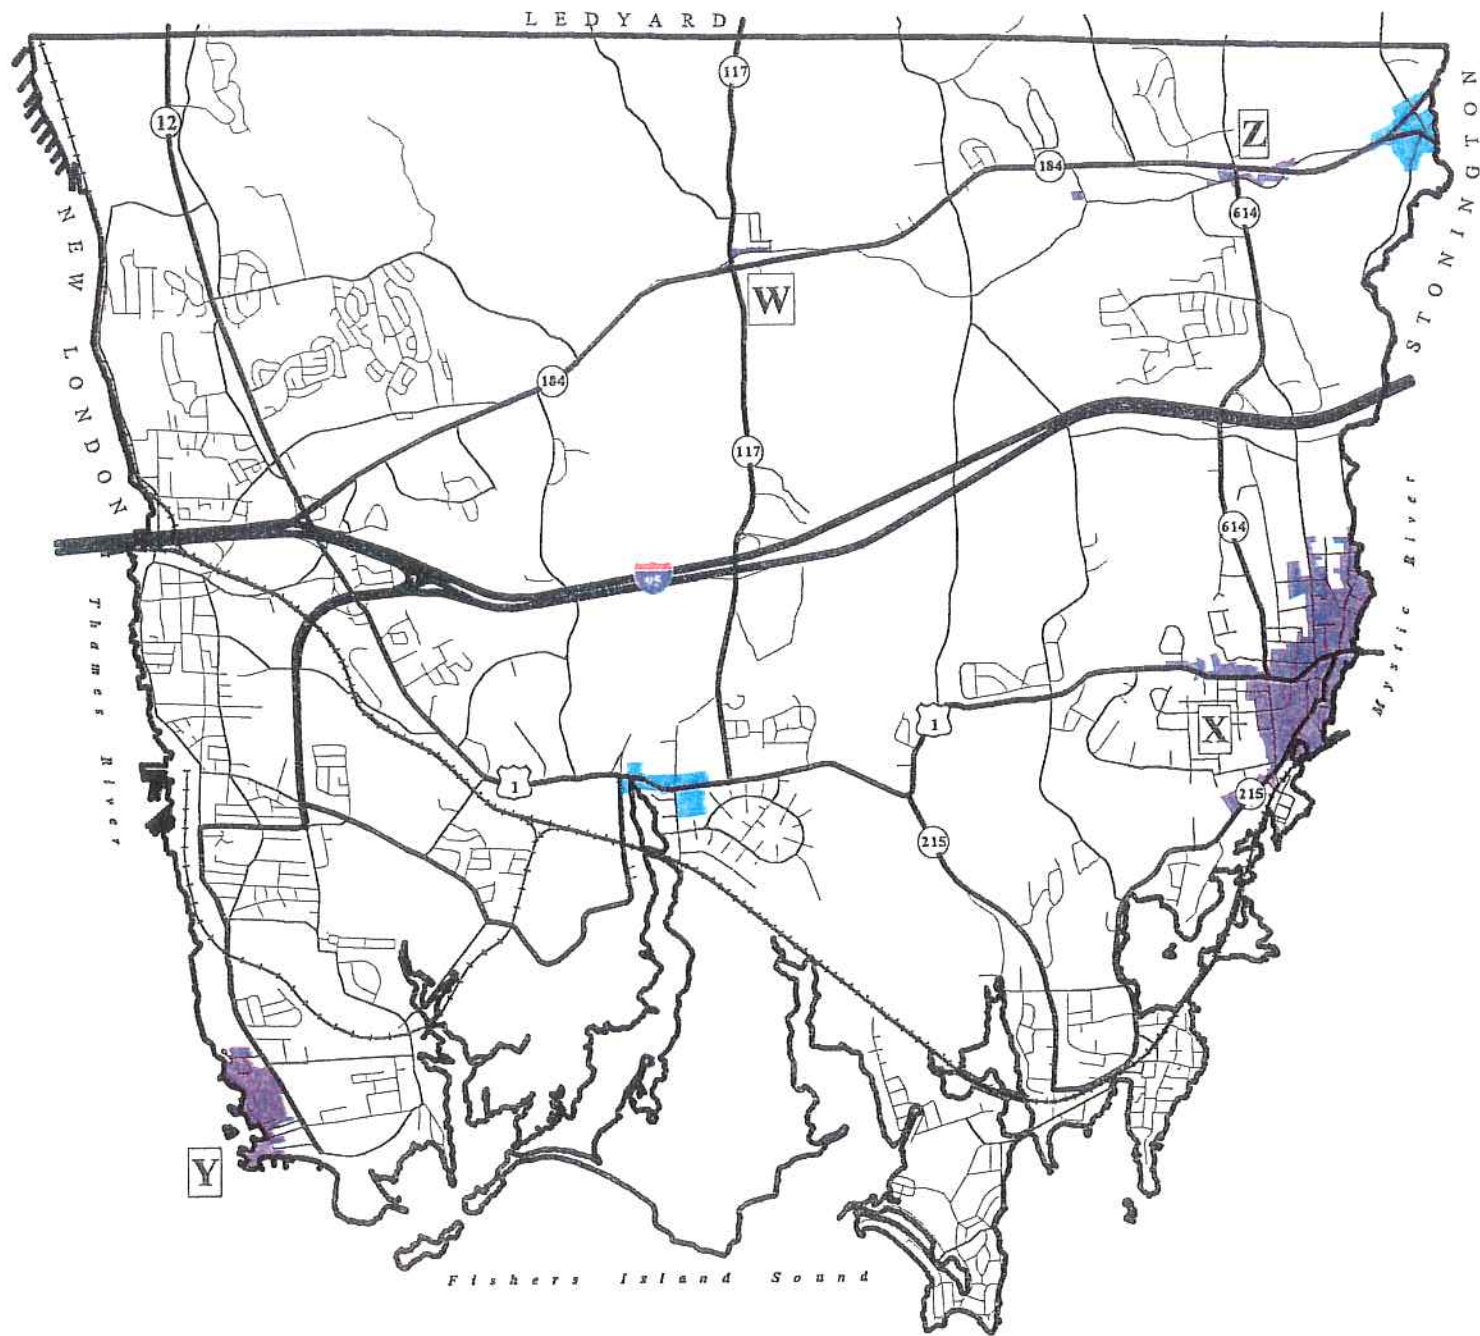 LEDYARD
117
12
Z
184
STONINGTON
614
NEW LONDON
W
184
117
614
95
Thames River
Mystic River
1
X
1
215
215
Y
Fishers Island Sound